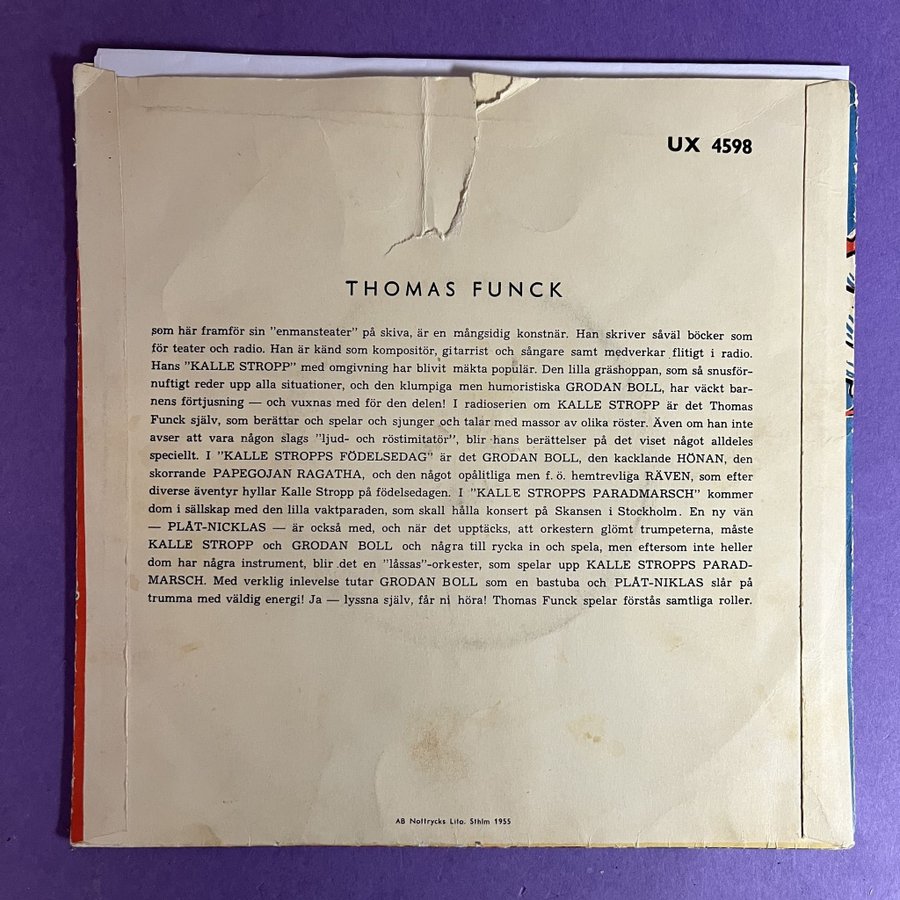 UX 4598
THOMAS FUNCK
som här framför sin "enmansteater" på skiva, är en mångsidig konstnär. Han skriver såväl böcker som
för teater och radio. Han är känd som kompositör, gitarrist och sångare samt medverkar flitigt i radio.
Hans "KALLE STROPP" med omgivning har blivit mäkta populär. Den lilla gräshoppan, som så snusför-
nuftigt reder upp alla situationer, och den klumpiga men humoristiska GRODAN BOLL, har väckt bar-
nens förtjusning — och vuxnas med för den delen! I radioserien om KALLE STROPP är det Thomas
Funck själv, som berättar och spelar och sjunger och talar med massor av olika röster. Även om han inte
avser att vara någon slags "ljud- och röstimitatör", blir hans berättelser på det viset något alldeles
speciellt. I "KALLE STROPPS FÖDELSEDAG" är det GRODAN BOLL, den kacklande HÖNAN, den
skorrande PAPEGOJAN RAGATHA, och den något opålitliga men f. ö. hemtrevliga RÄVEN, som efter
diverse äventyr hyllar Kalle Stropp på födelsedagen. I "KALLE STROPPS PARADMARSCH" kommer
dom i sällskap med den lilla vaktparaden, som skall hålla konsert på Skansen i Stockholm. En ny vän
— PLÅT-NICKLAS — är också med, och när det upptäcks, att orkestern glömt trumpeterna, måste
KALLE STROPP och GRODAN BOLL och några till rycka in och spela, men eftersom inte heller
dom har några instrument, blir det en "låssas"-orkester, som spelar upp KALLE STROPPS PARAD-
MARSCH. Med verklig inlevelse tutar GRODAN BOLL som en bastuba och PLÅT-NIKLAS slår på
trumma med väldig energi! Ja — lyssna själv, får ni höra! Thomas Funck spelar förstås samtliga roller.
AB Nottrycks Lito. Sthlm 1955